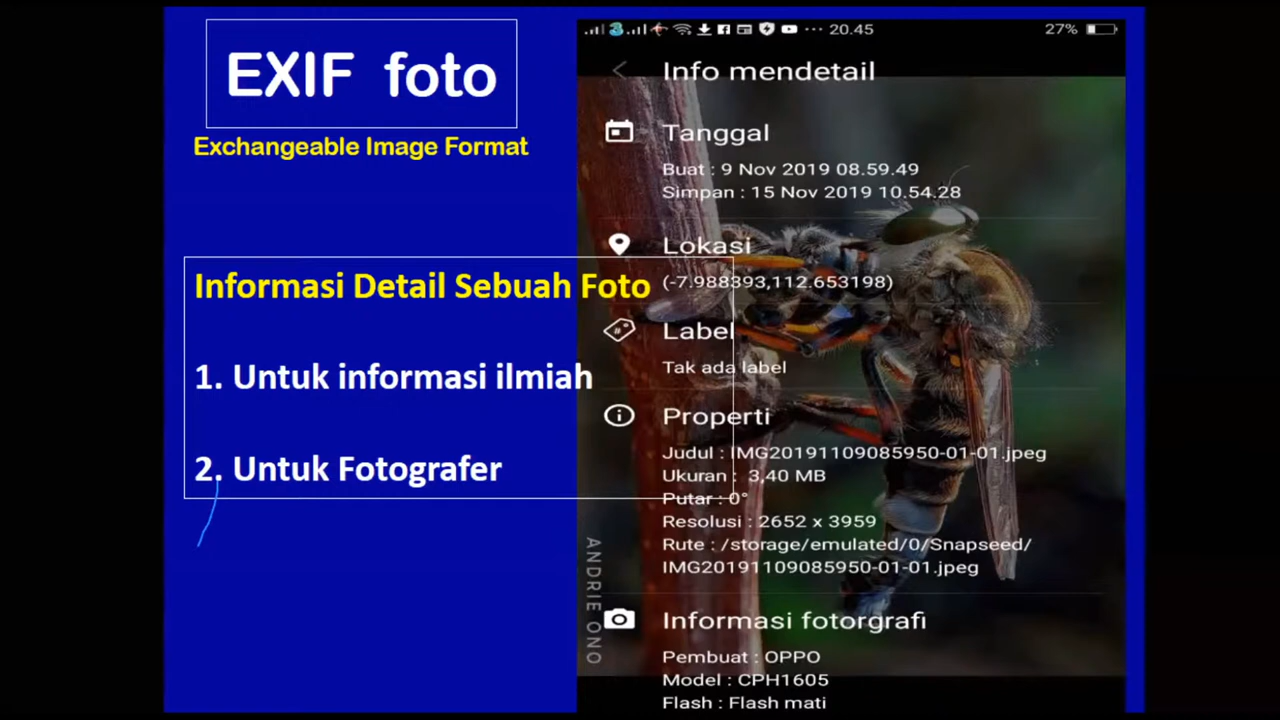 EXIF foto
Exchangeable Image Format
Informasi Detail Sebuah Foto
1. Untuk informasi ilmiah
2. Untuk Fotografer
20.45
27%
Info mendetail
Tanggal
Buat : 9 Nov 2019 08.59.49
Simpan : 15 Nov 2019 10.54.28
Lokasi
(-7.988393,112.653198)
Label
Tak ada label
Properti
Judul : IMG20191109085950-01-01.jpeg
Ukuran : 3,40 MB
Putar : 0°
Resolusi : 2652 x 3959
Rute : /storage/emulated/0/Snapseed/
IMG20191109085950-01-01.jpeg
Informasi fotorgrafi
Pembuat : OPPO
Model : CPH1605
Flash : Flash mati
ANDRIE ONO